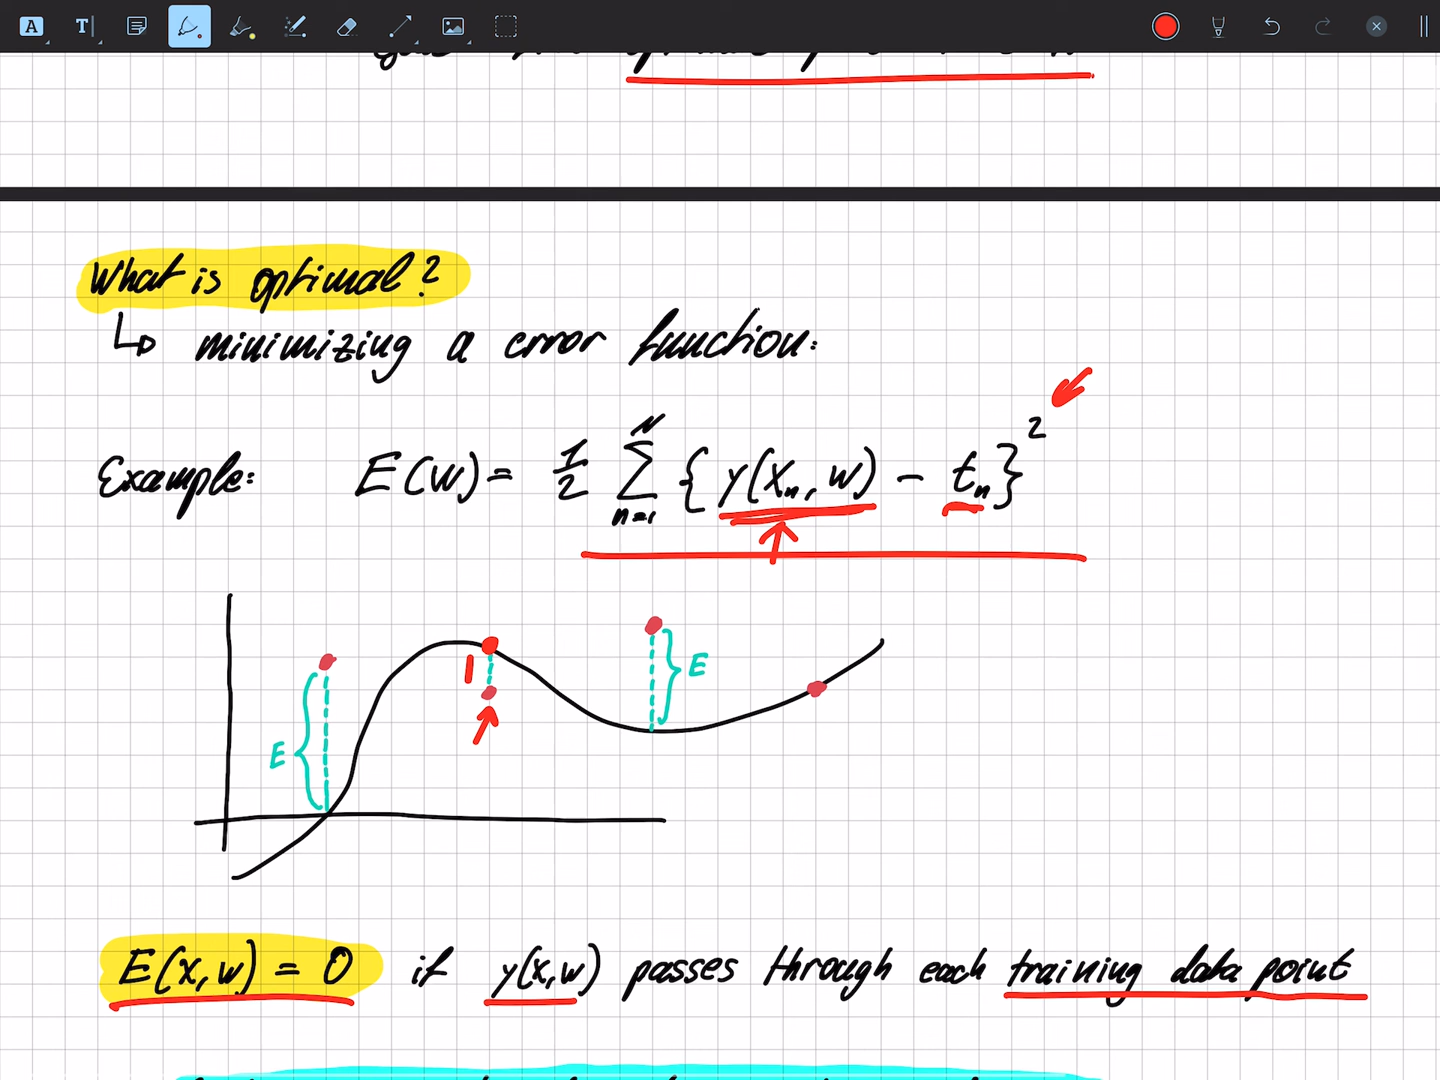 What is optimal?
↳ minimizing a error function:
Example: E(w) = 1/2 Σ_{n=1}^{N} { y(x_n, w) − t_n }²
E
E
E(x,w) = 0 if y(x,w) passes through each training data point